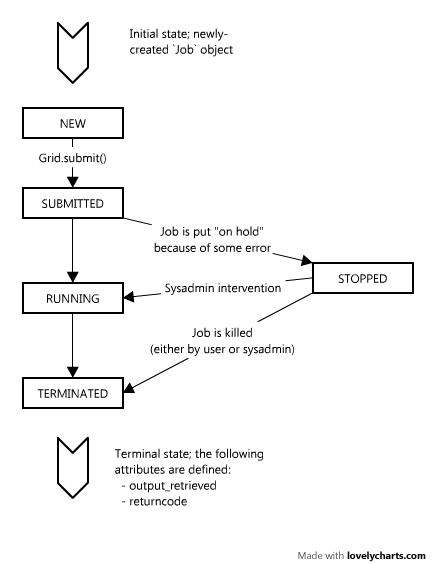 Initial state; newly-
created `Job` object
NEW
Grid.submit()
SUBMITTED
Job is put "on hold"
because of some error
STOPPED
Sysadmin intervention
RUNNING
Job is killed
(either by user or sysadmin)
TERMINATED
Terminal state; the following
attributes are defined:
- output_retrieved
- returncode
Made with lovelycharts.com